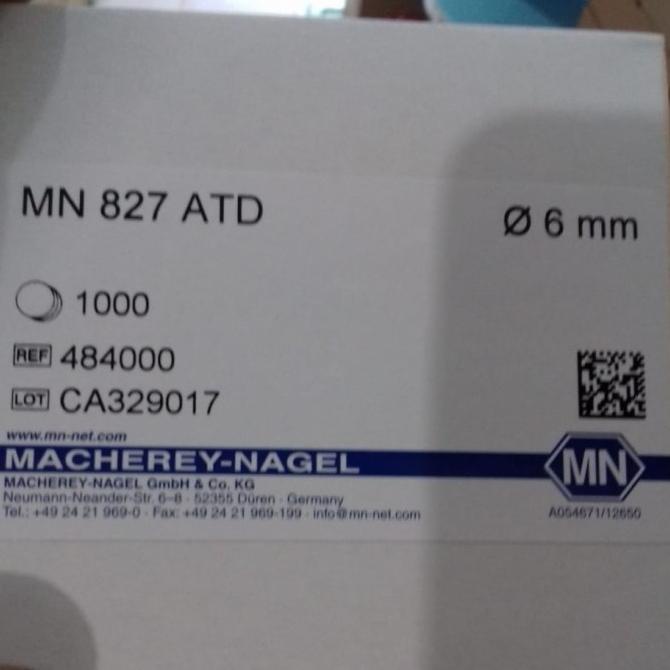 MN 827 ATD
Ø 6 mm
1000
REF 484000
LOT CA329017
www.mn-net.com
MACHEREY-NAGEL
MN
MACHEREY-NAGEL GmbH & Co. KG
Neumann-Neander-Str. 6-8 · 52355 Düren · Germany
Tel.: +49 24 21 969-0 · Fax: +49 24 21 969-199 · info@mn-net.com
A054671/12650